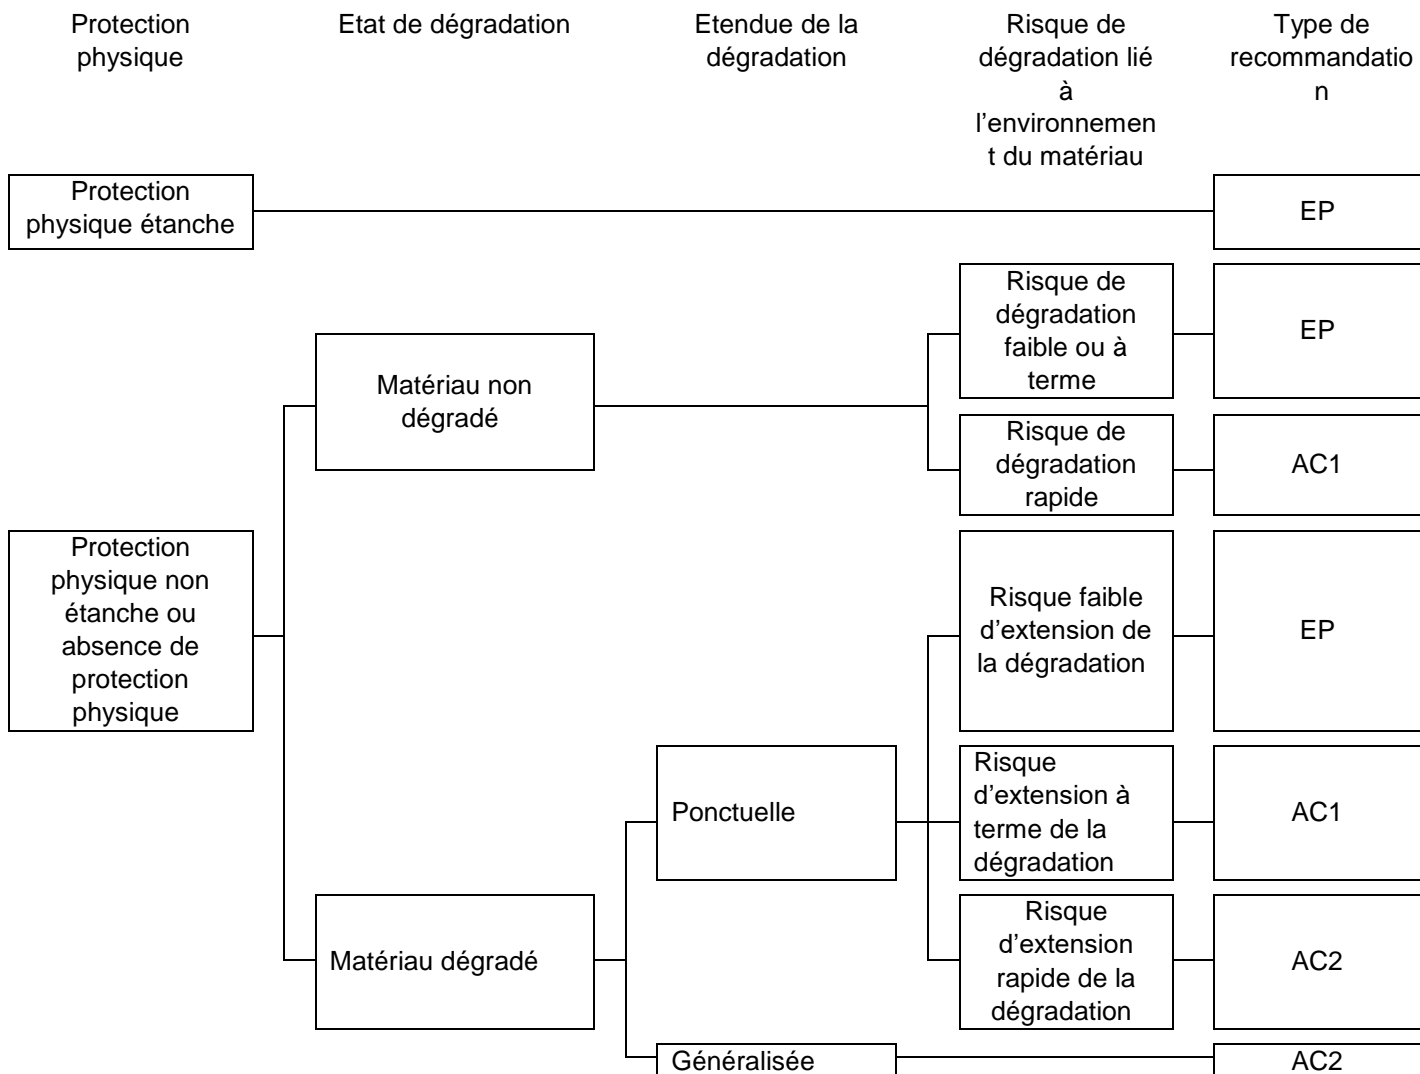 Protection
physique
Etat de dégradation
Etendue de la
dégradation
Risque de
dégradation lié
à
l’environnemen
t du matériau
Type de
recommandatio
n
Protection
physique étanche
EP
Risque de
dégradation
faible ou à
terme
EP
Matériau non
dégradé
Risque de
dégradation
rapide
AC1
Protection
physique non
étanche ou
absence de
protection
physique
Risque faible
d’extension de
la dégradation
EP
Ponctuelle
Risque
d’extension à
terme de la
dégradation
AC1
Matériau dégradé
Risque
d’extension
rapide de la
dégradation
AC2
Généralisée
AC2